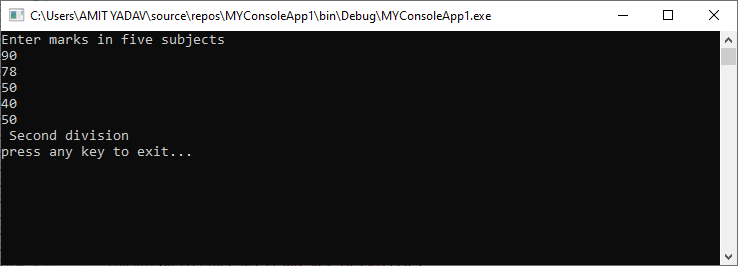 C:\Users\AMIT YADAV\source\repos\MYConsoleApp1\bin\Debug\MYConsoleApp1.exe
Enter marks in five subjects
90
78
50
40
50
 Second division
press any key to exit...